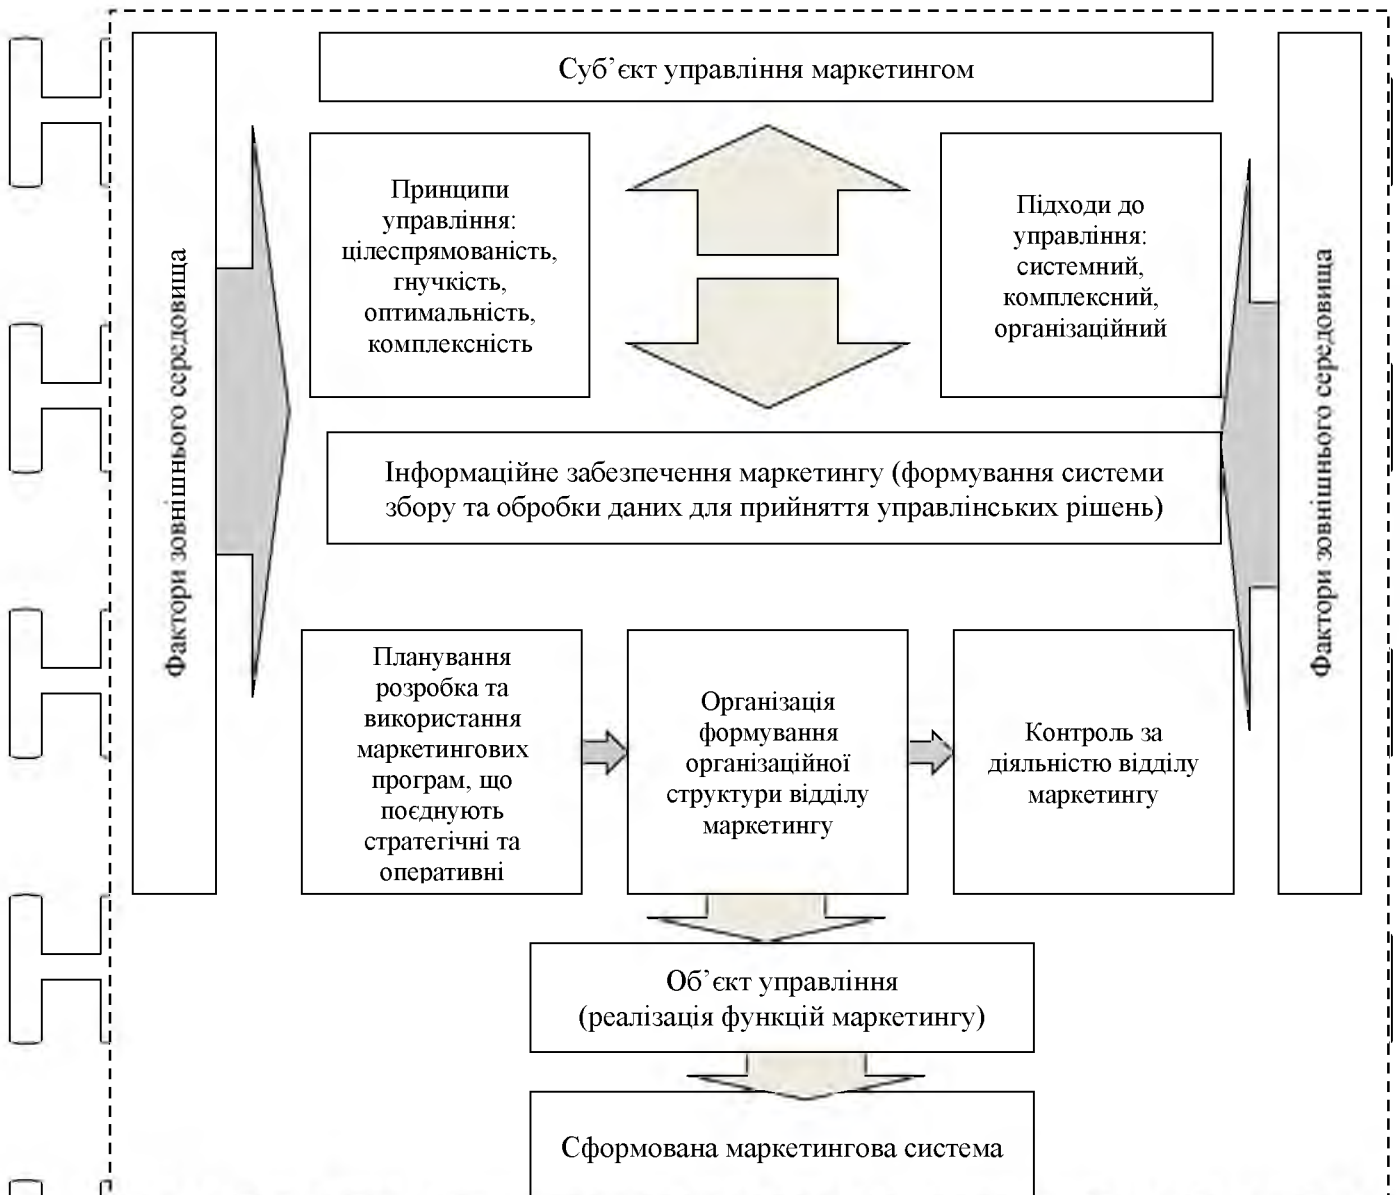 Суб’єкт управління маркетингом
Фактори зовнішнього середовища
Принципи
управління:
цілеспрямованість,
гнучкість,
оптимальність,
комплексність
Підходи до
управління:
системний,
комплексний,
організаційний
Фактори зовнішнього середовища
Інформаційне забезпечення маркетингу (формування системи
збору та обробки даних для прийняття управлінських рішень)
Планування
розробка та
використання
маркетингових
програм, що
поєднують
стратегічні та
оперативні
Організація
формування
організаційної
структури відділу
маркетингу
Контроль за
діяльністю відділу
маркетингу
Об’єкт управління
(реалізація функцій маркетингу)
Сформована маркетингова система